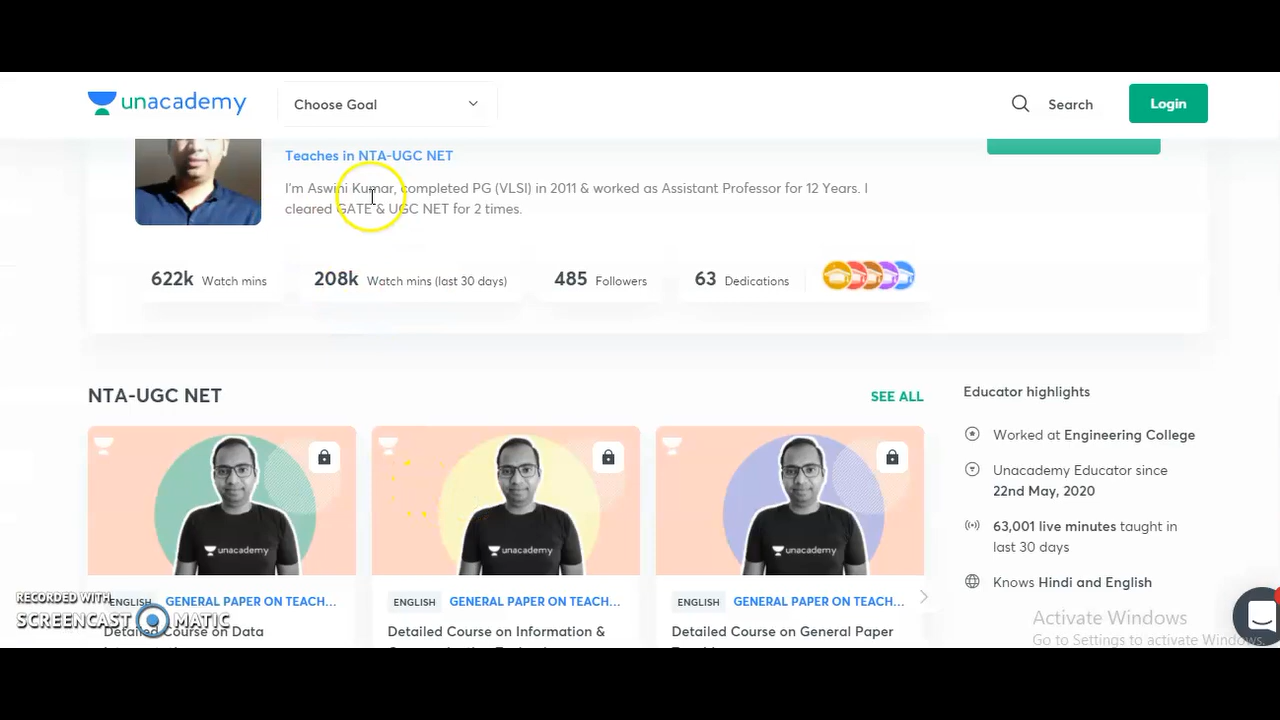 unacademy
Choose Goal
Search
Login
Teaches in NTA-UGC NET
I'm Aswini Kumar, completed PG (VLSI) in 2011 & worked as Assistant Professor for 12 Years. I
cleared GATE & UGC NET for 2 times.
622k Watch mins
208k Watch mins (last 30 days)
485 Followers
63 Dedications
NTA-UGC NET
SEE ALL
unacademy
unacademy
unacademy
ENGLISH GENERAL PAPER ON TEACH...
Detailed Course on Data
ENGLISH GENERAL PAPER ON TEACH...
Detailed Course on Information &
ENGLISH GENERAL PAPER ON TEACH...
Detailed Course on General Paper
Educator highlights
Worked at Engineering College
Unacademy Educator since
22nd May, 2020
63,001 live minutes taught in
last 30 days
Knows Hindi and English
Activate Windows
Go to Settings to activate Windows.
RECORDED WITH
SCREENCAST MATIC